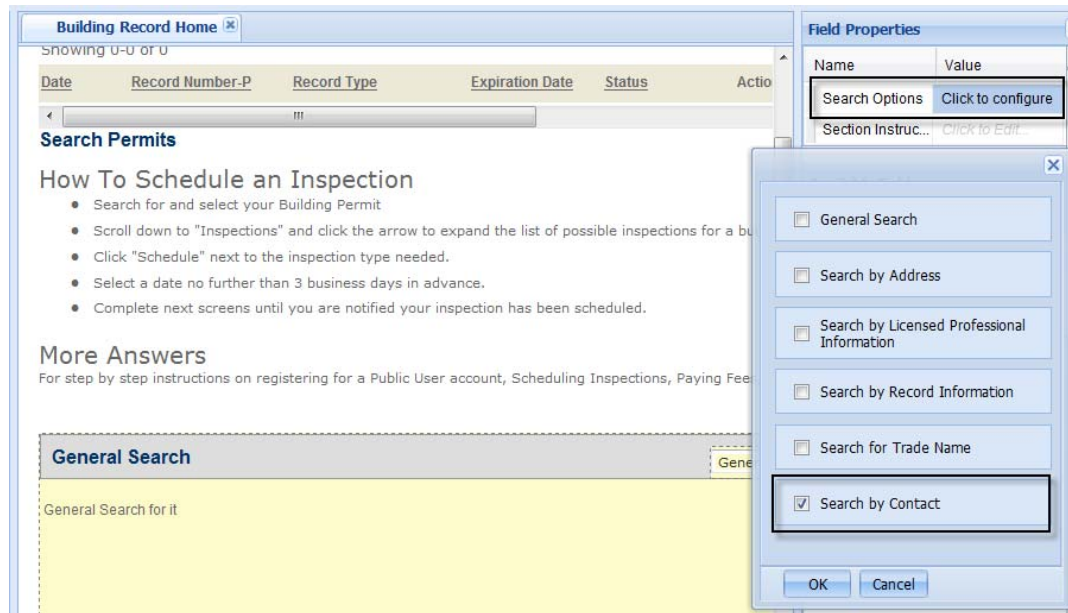 Building Record Home
Showing 0-0 of 0
Date Record Number-P Record Type Expiration Date Status Actio
Search Permits
How To Schedule an Inspection
• Search for and select your Building Permit
• Scroll down to "Inspections" and click the arrow to expand the list of possible inspections for a bu
• Click "Schedule" next to the inspection type needed.
• Select a date no further than 3 business days in advance.
• Complete next screens until you are notified your inspection has been scheduled.
More Answers
For step by step instructions on registering for a Public User account, Scheduling Inspections, Paying Fee
General Search
Gene
General Search for it
Field Properties
Name Value
Search Options Click to configure
Section Instruc... Click to Edit...
General Search
Search by Address
Search by Licensed Professional
Information
Search by Record Information
Search for Trade Name
Search by Contact
OK Cancel